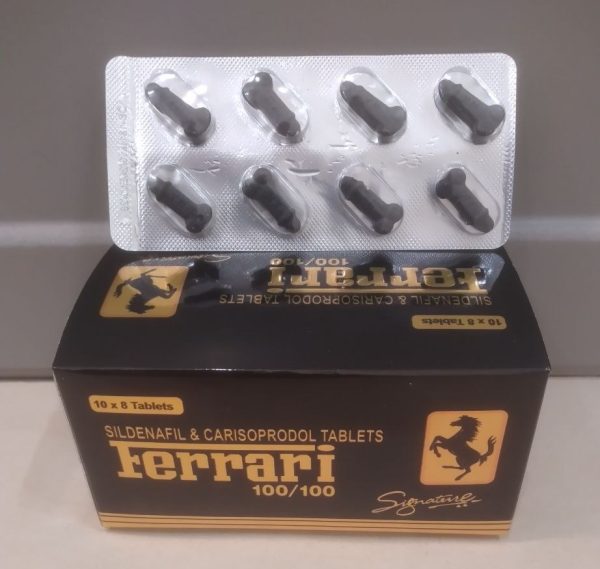 Signature
Ferrari
100/100
SILDENAFIL & CARISOPRODOL TABLETS
10 x 8 Tablets
10 x 8 Tablets
SILDENAFIL & CARISOPRODOL TABLETS
Ferrari
100/100
Signature